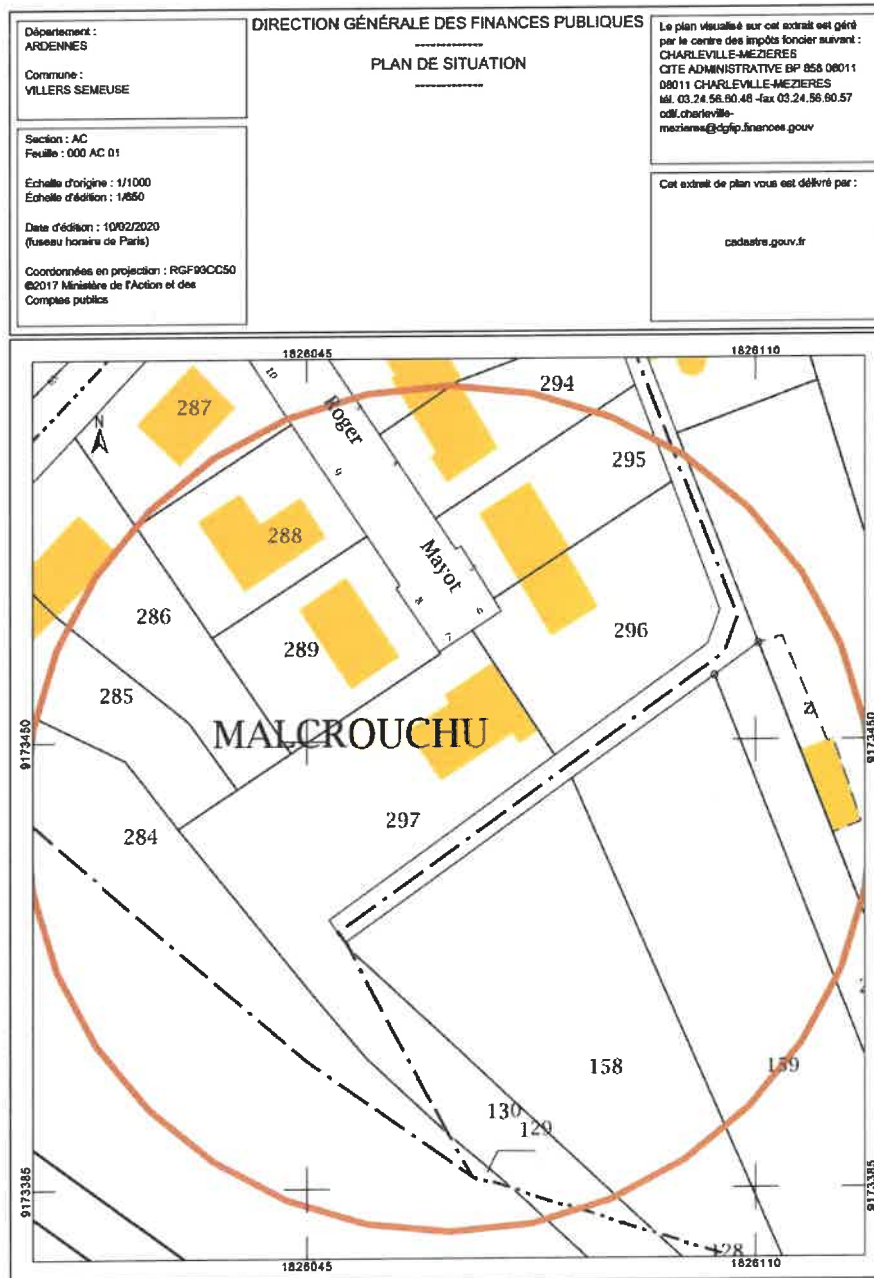 Département :
ARDENNES
Commune :
VILLERS SEMEUSE
Section : AC
Feuille : 000 AC 01
Échelle d'origine : 1/1000
Échelle d'édition : 1/650
Date d'édition : 10/02/2020
(fuseau horaire de Paris)
Coordonnées en projection : RGF93CC50
©2017 Ministère de l'Action et des
Comptes publics
DIRECTION GÉNÉRALE DES FINANCES PUBLIQUES
PLAN DE SITUATION
Le plan visualisé sur cet extrait est géré
par le centre des impôts foncier suivant :
CHARLEVILLE-MEZIERES
CITE ADMINISTRATIVE BP 858 08011
08011 CHARLEVILLE-MEZIERES
tél. 03.24.56.60.46 -fax 03.24.56.60.57
cdif.charleville-
mezieres@dgfip.finances.gouv
Cet extrait de plan vous est délivré par :
cadastre.gouv.fr
1826045
1826110
10
294
287
N
Roger
9
295
288
Mayot
286
8
7
6
296
289
285
MALCROUCHU
9173450
9173450
297
284
158
159
130
129
9173385
9173385
128
1826045
1826110